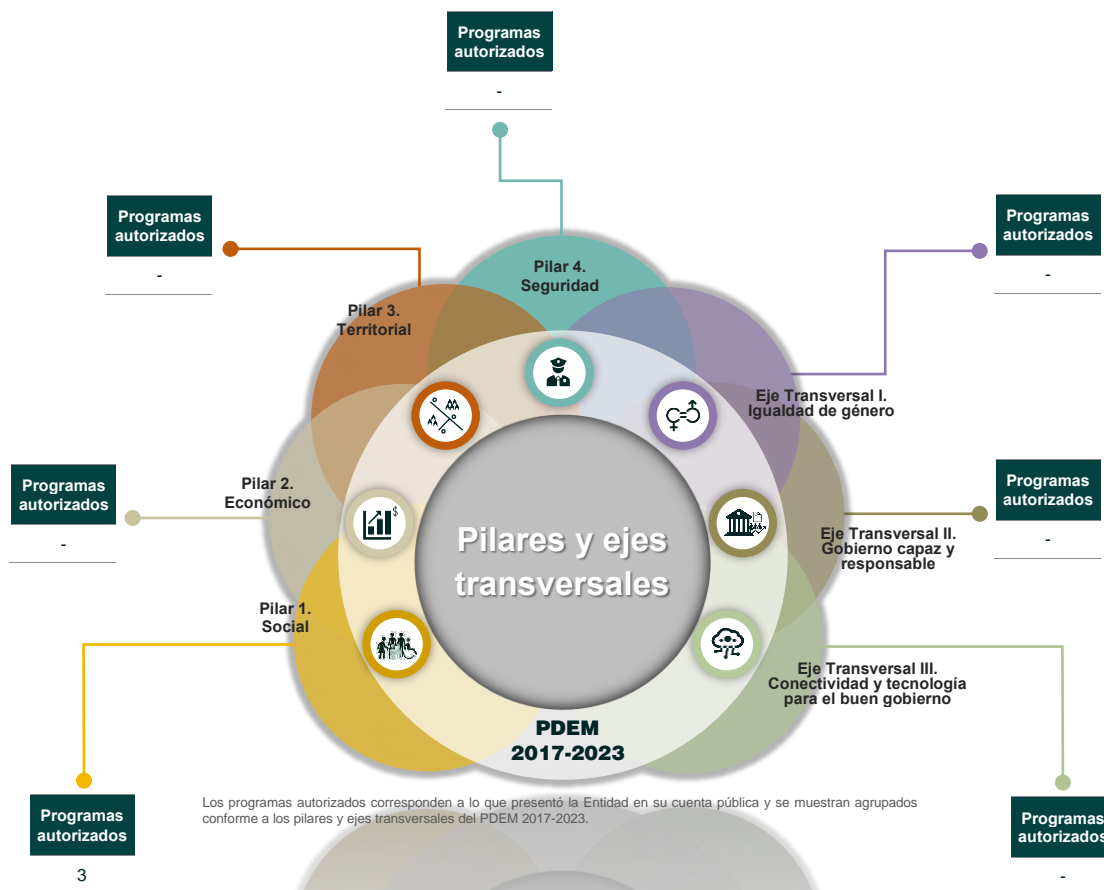 Programas
autorizados
-
Programas
autorizados
-
Programas
autorizados
-
Pilar 4.
Seguridad
Pilar 3.
Territorial
Eje Transversal I.
Igualdad de género
Programas
autorizados
-
Pilar 2.
Económico
$
Programas
autorizados
-
Pilares y ejes
transversales
Eje Transversal II.
Gobierno capaz y
responsable
Pilar 1.
Social
Eje Transversal III.
Conectividad y tecnología
para el buen gobierno
PDEM
2017-2023
Los programas autorizados corresponden a lo que presentó la Entidad en su cuenta pública y se muestran agrupados
conforme a los pilares y ejes transversales del PDEM 2017-2023.
Programas
autorizados
3
Programas
autorizados
-